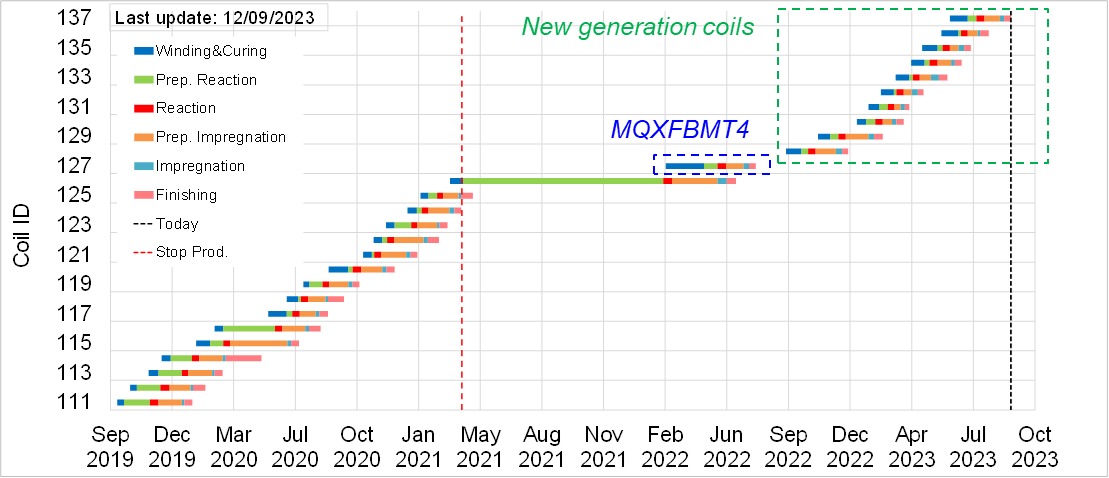 Last update: 12/09/2023
New generation coils
MQXFBMT4
Winding&Curing
Prep. Reaction
Reaction
Prep. Impregnation
Impregnation
Finishing
Today
Stop Prod.
Coil ID
137
135
133
131
129
127
125
123
121
119
117
115
113
111
Sep Dec Mar Jul Oct Jan May Aug Nov Feb Jun Sep Dec Apr Jul Oct
2019 2019 2020 2020 2020 2021 2021 2021 2021 2022 2022 2022 2022 2023 2023 2023